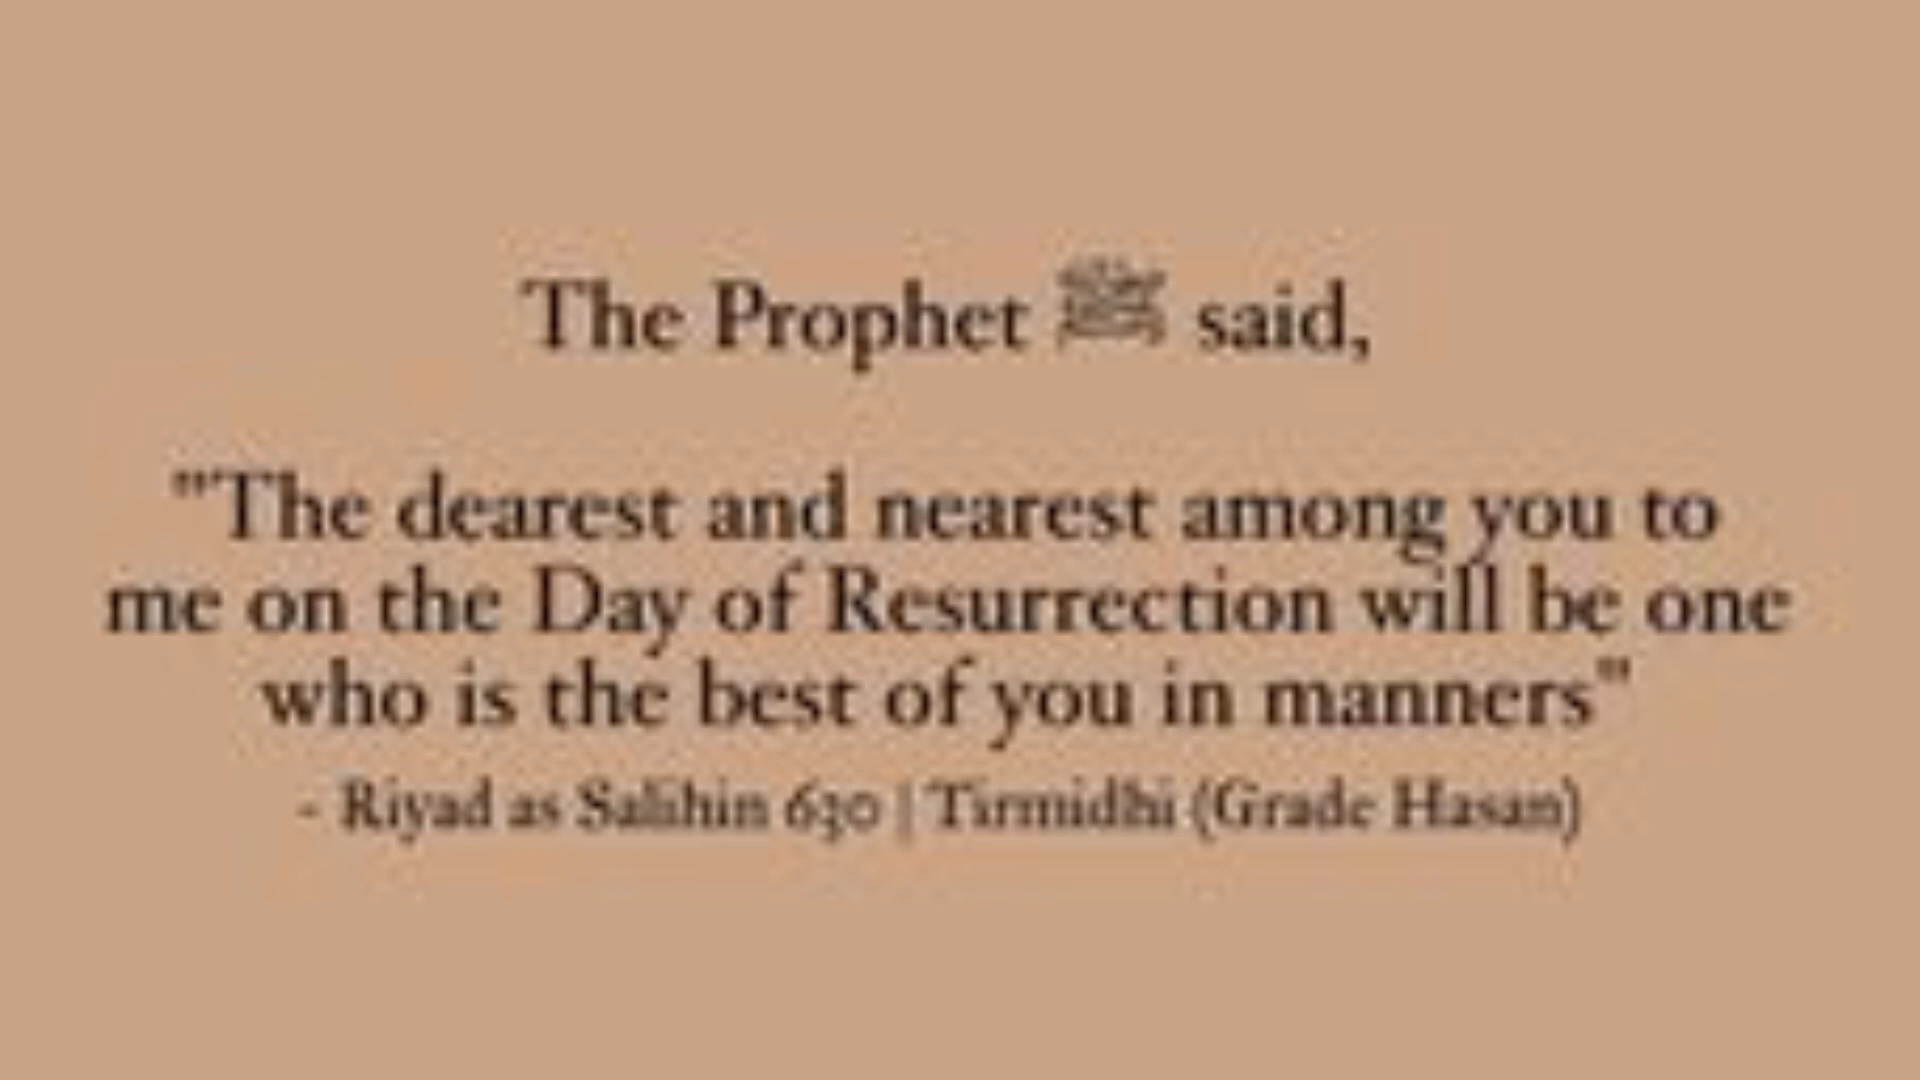 The Prophet ﷺ said,
"The dearest and nearest among you to
me on the Day of Resurrection will be one
who is the best of you in manners"
- Riyad as Salihin 630 | Tirmidhi (Grade Hasan)